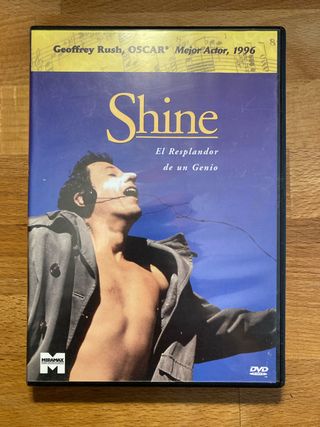 Geoffrey Rush, OSCAR® Mejor Actor, 1996
Shine
El Resplandor
de un Genio
MIRAMAX
DVD